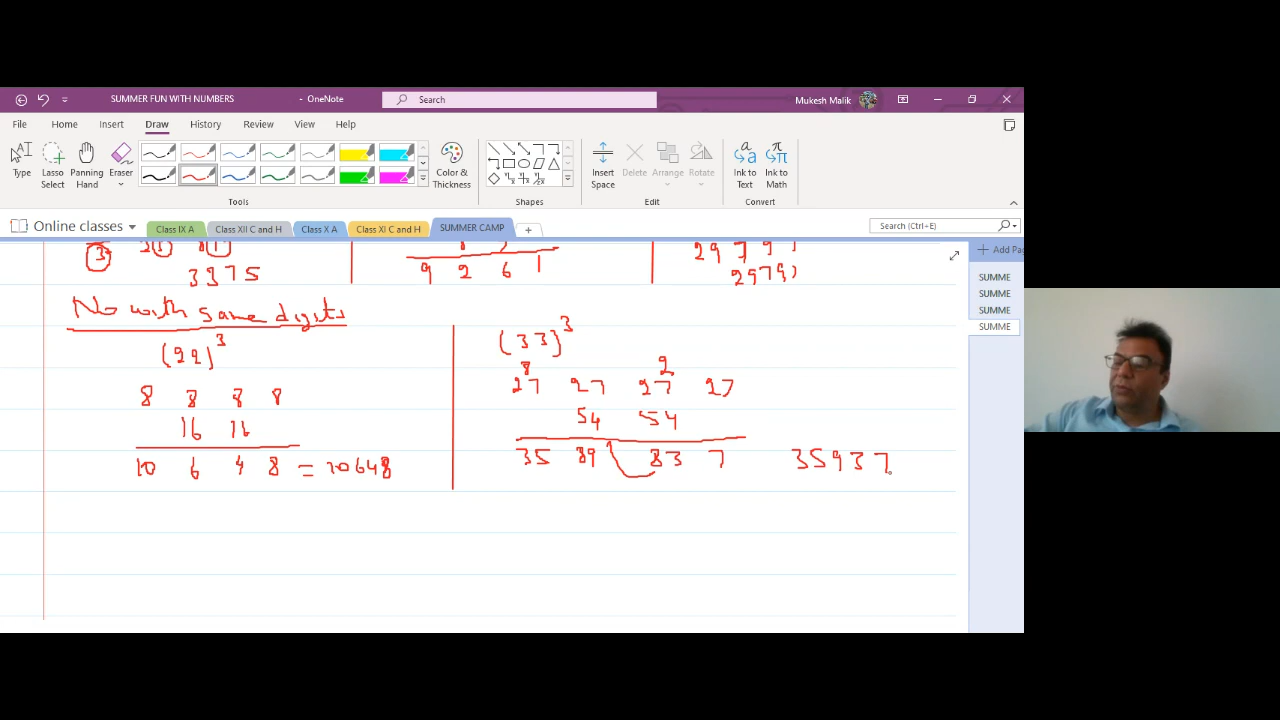 SUMMER FUN WITH NUMBERS - OneNote
Search
Mukesh Malik
File Home Insert Draw History Review View Help
Type
Lasso Select
Panning Hand
Eraser
Color & Thickness
Insert Space
Delete
Arrange
Rotate
Ink to Text
Ink to Math
Tools
Shapes
Edit
Convert
Online classes
Class IX A
Class XII C and H
Class X A
Class XI C and H
SUMMER CAMP
+
Search (Ctrl+E)
+ Add Pa
SUMME
SUMME
SUMME
SUMME
3
3375
9 2 6 1
29791
No with same digits
(22)³
8 8 8 8
16 16
10 6 4 8 = 10648
(33)³
8 2
27 27 27 27
54 54
35 89 83 7 35937